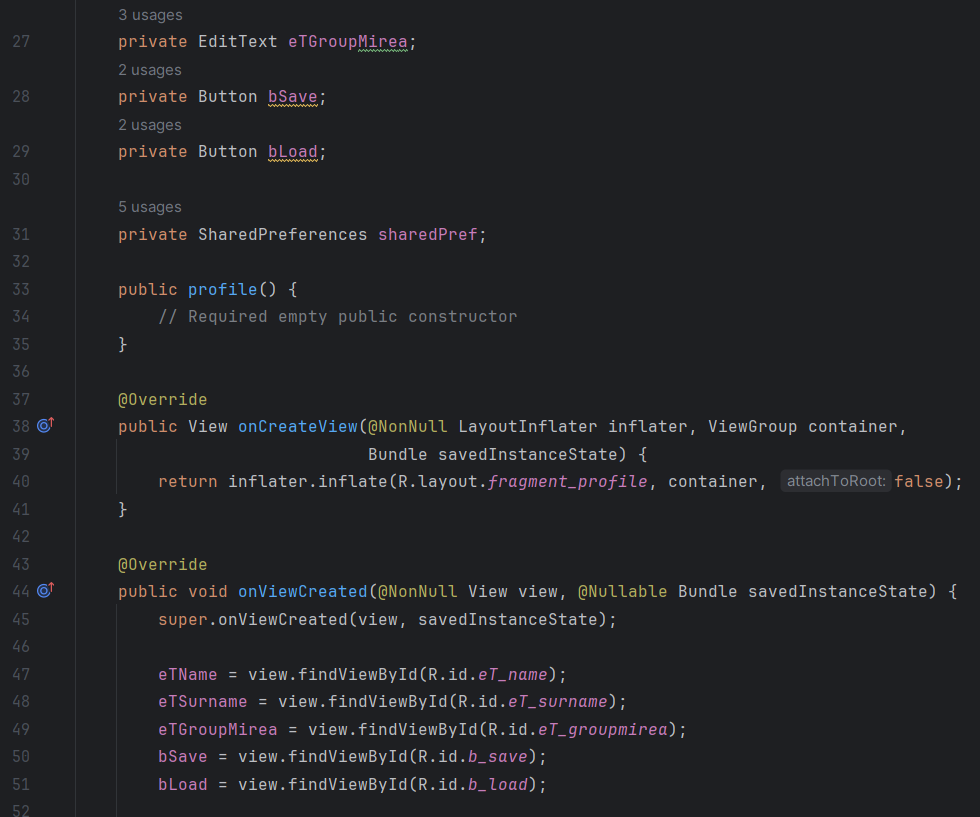 3 usages
27 private EditText eTGroupMirea;
2 usages
28 private Button bSave;
2 usages
29 private Button bLoad;
30
5 usages
31 private SharedPreferences sharedPref;
32
33 public profile() {
34 // Required empty public constructor
35 }
36
37 @Override
38 public View onCreateView(@NonNull LayoutInflater inflater, ViewGroup container,
39 Bundle savedInstanceState) {
40 return inflater.inflate(R.layout.fragment_profile, container, attachToRoot: false);
41 }
42
43 @Override
44 public void onViewCreated(@NonNull View view, @Nullable Bundle savedInstanceState) {
45 super.onViewCreated(view, savedInstanceState);
46
47 eTName = view.findViewById(R.id.eT_name);
48 eTSurname = view.findViewById(R.id.eT_surname);
49 eTGroupMirea = view.findViewById(R.id.eT_groupmirea);
50 bSave = view.findViewById(R.id.b_save);
51 bLoad = view.findViewById(R.id.b_load);
52